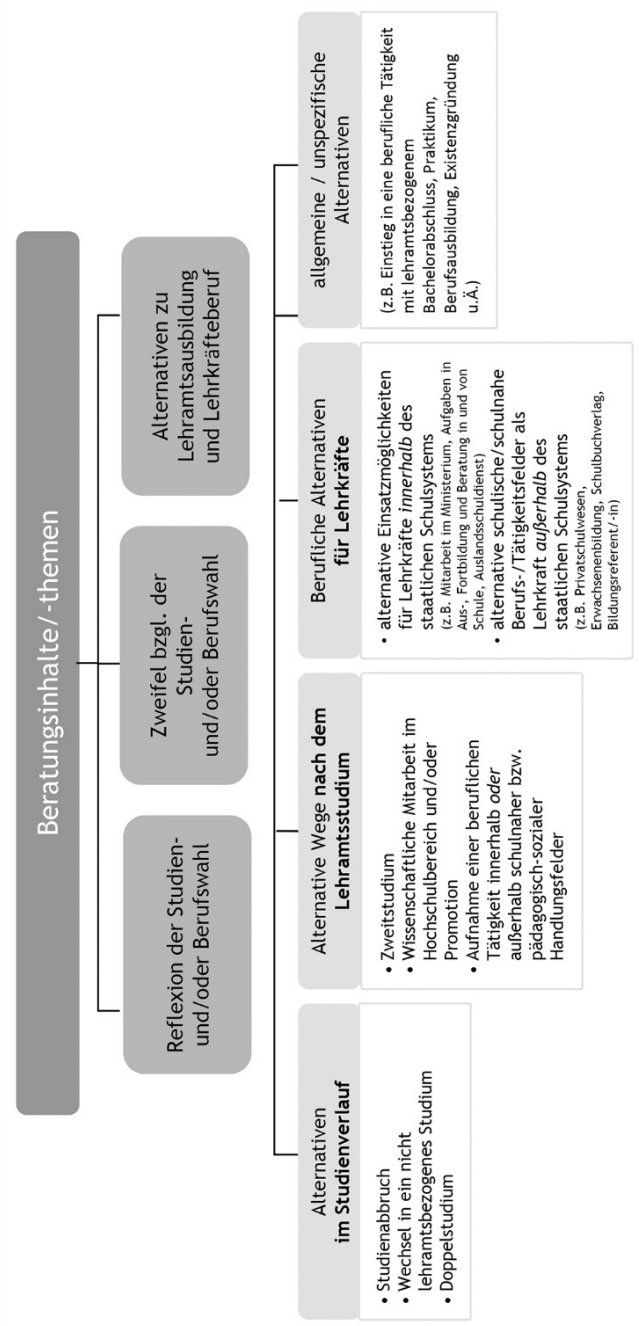 Beratungsinhalte/-themen
Reflexion der Studien-
und/oder Berufswahl
Zweifel bzgl. der
Studien-
und/oder Berufswahl
Alternativen zu
Lehramtsausbildung
und Lehrkräfteberuf
Alternativen
im Studienverlauf
• Studienabbruch
• Wechsel in ein nicht
lehramtsbezogenes Studium
• Doppelstudium
Alternative Wege nach dem
Lehramtsstudium
• Zweitstudium
• Wissenschaftliche Mitarbeit im
Hochschulbereich und/oder
Promotion
• Aufnahme einer beruflichen
Tätigkeit innerhalb oder
außerhalb schulnaher bzw.
pädagogisch-sozialer
Handlungsfelder
Berufliche Alternativen
für Lehrkräfte
• alternative Einsatzmöglichkeiten
für Lehrkräfte innerhalb des
staatlichen Schulsystems
(z.B. Mitarbeit im Ministerium, Aufgaben in
Aus-, Fortbildung und Beratung in und von
Schule, Auslandsschuldienst)
• alternative schulische/schulnahe
Berufs-/Tätigkeitsfelder als
Lehrkraft außerhalb des
staatlichen Schulsystems
(z.B. Privatschulwesen,
Erwachsenenbildung, Schulbuchverlag,
Bildungsreferent/-in)
allgemeine / unspezifische
Alternativen
(z.B. Einstieg in eine berufliche Tätigkeit
mit lehramtsbezogenem
Bachelorabschluss, Praktikum,
Berufsausbildung, Existenzgründung
u.Ä.)